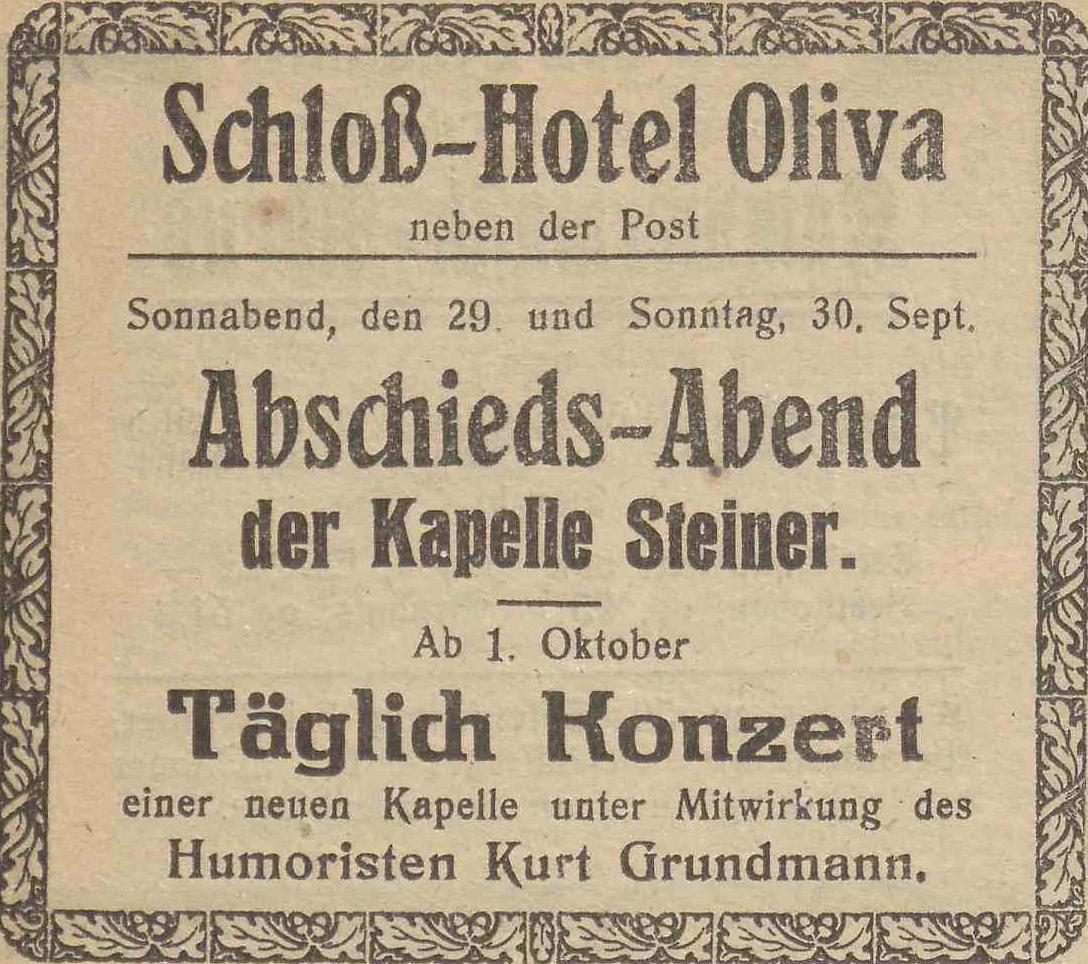 Schloß-Hotel Oliva
neben der Post
Sonnabend, den 29. und Sonntag, 30. Sept.
Abschieds-Abend
der Kapelle Steiner.
Ab 1. Oktober
Täglich Konzert
einer neuen Kapelle unter Mitwirkung des
Humoristen Kurt Grundmann.